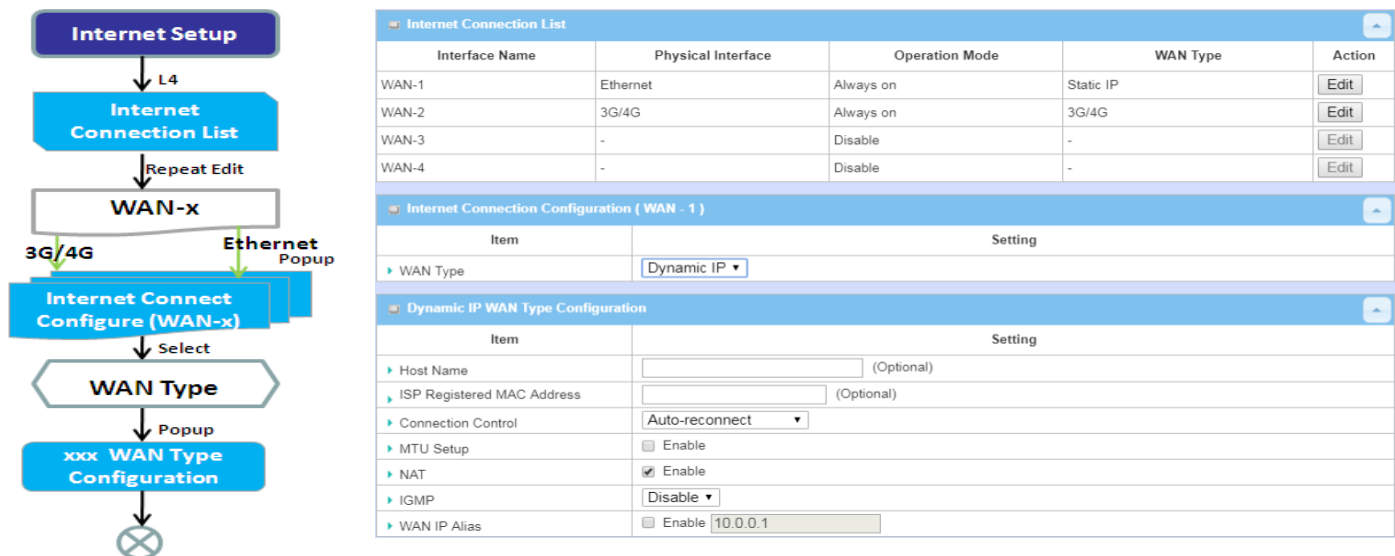 Internet Setup
L4
Internet
Connection List
Repeat Edit
WAN-x
3G/4G
Ethernet
Popup
Internet Connect
Configure (WAN-x)
Select
WAN Type
Popup
xxx WAN Type
Configuration
Internet Connection List
Interface Name Physical Interface Operation Mode WAN Type Action
WAN-1 Ethernet Always on Static IP Edit
WAN-2 3G/4G Always on 3G/4G Edit
WAN-3 - Disable - Edit
WAN-4 - Disable - Edit
Internet Connection Configuration ( WAN - 1 )
Item Setting
WAN Type Dynamic IP
Dynamic IP WAN Type Configuration
Item Setting
Host Name (Optional)
ISP Registered MAC Address (Optional)
Connection Control Auto-reconnect
MTU Setup Enable
NAT Enable
IGMP Disable
WAN IP Alias Enable 10.0.0.1